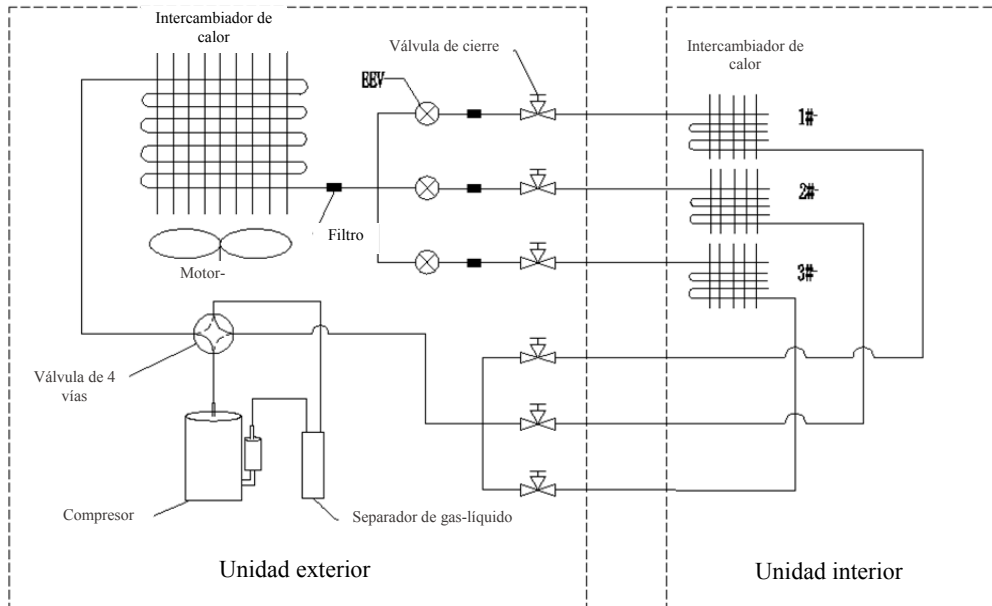 Intercambiador de
calor
Válvula de cierre
Intercambiador de
calor
EEV
1#
2#
Filtro
Motor-
3#
Válvula de 4
vías
Compresor
Separador de gas-líquido
Unidad exterior
Unidad interior